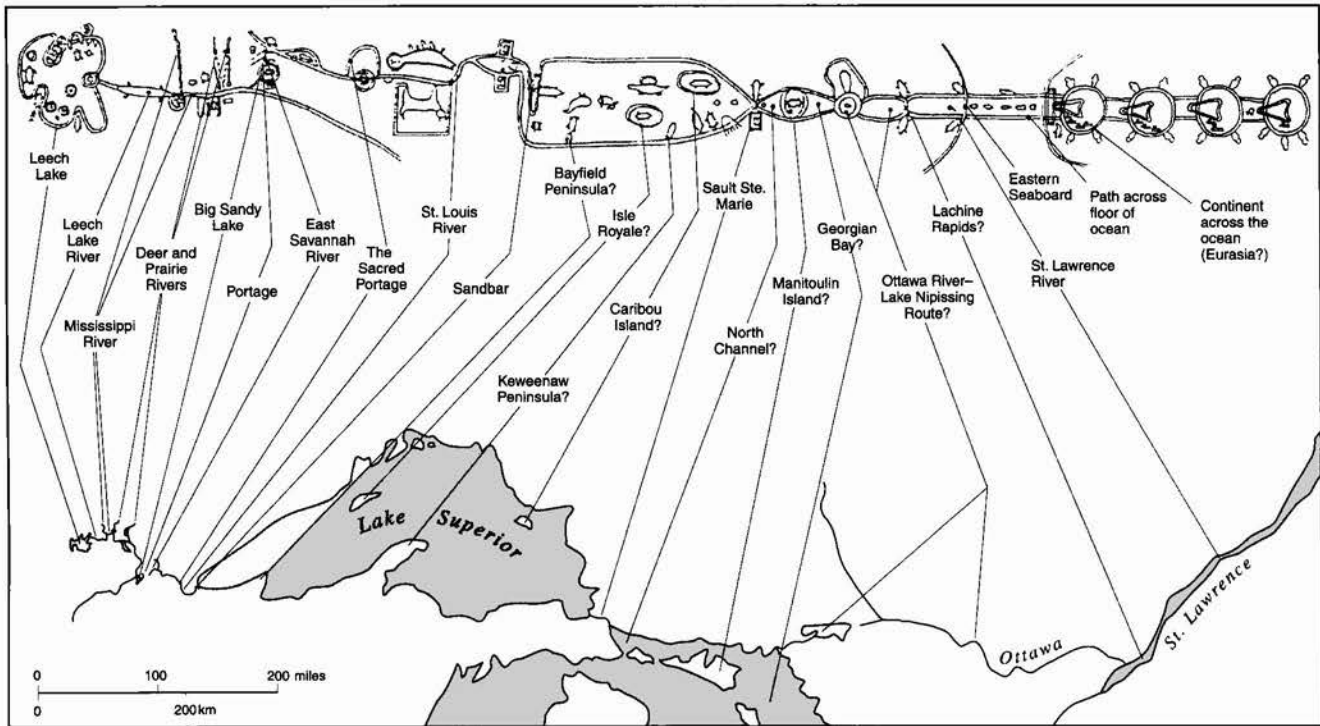 Leech
Lake
Leech
Lake
River
Mississippi
River
Deer and
Prairie
Rivers
Big Sandy
Lake
Portage
East
Savannah
River
The
Sacred
Portage
St. Louis
River
Sandbar
Bayfield
Peninsula?
Isle
Royale?
Keweenaw
Peninsula?
Caribou
Island?
Sault Ste.
Marie
North
Channel?
Manitoulin
Island?
Georgian
Bay?
Ottawa River–
Lake Nipissing
Route?
Lachine
Rapids?
Eastern
Seaboard
St. Lawrence
River
Path across
floor of
ocean
Continent
across the
ocean
(Eurasia?)
Lake Superior
Ottawa
St. Lawrence
0 100 200 miles
0 200 km